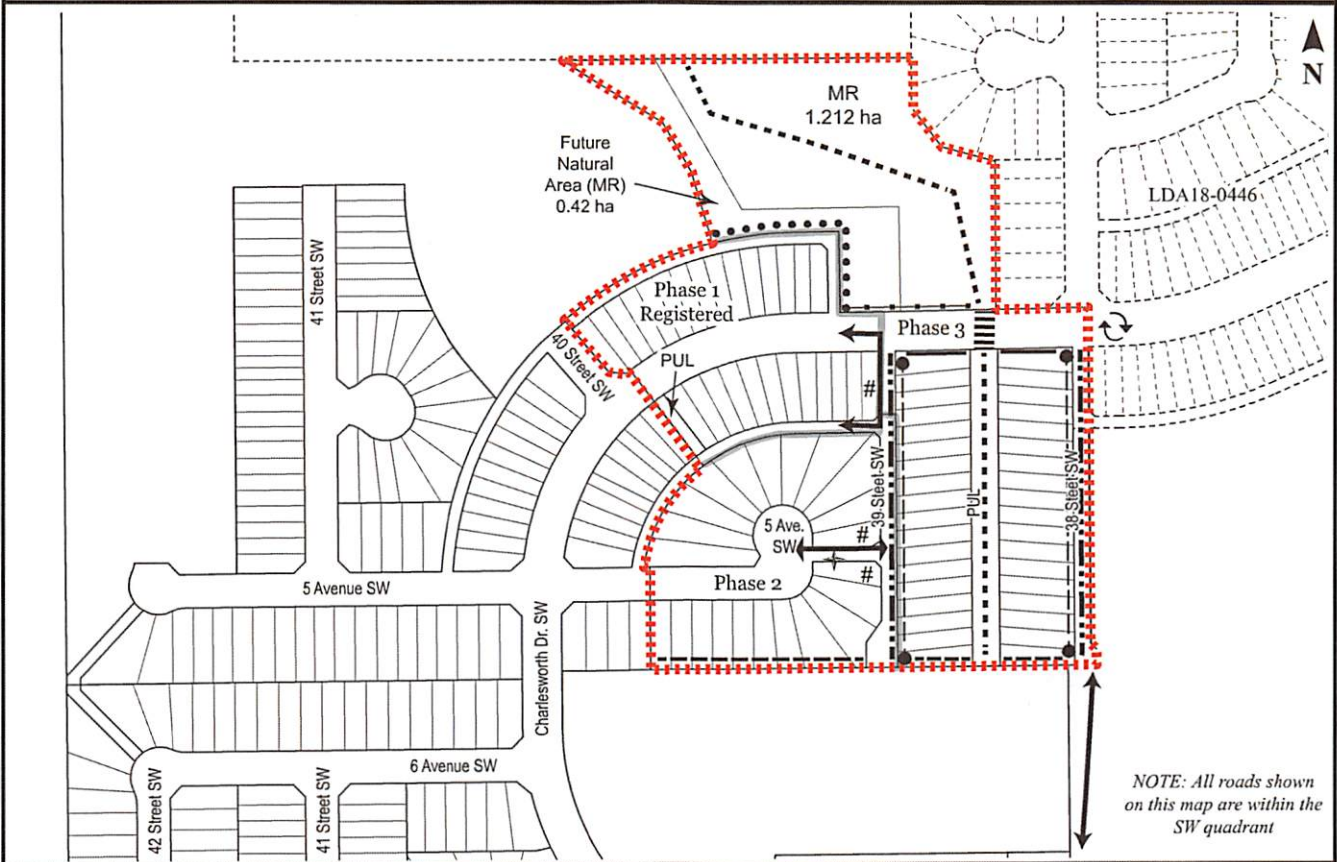 N
MR
1.212 ha
Future
Natural
Area (MR)
0.42 ha
LDA18-0446
41 Street SW
Phase 1
Registered
40 Street SW
PUL
Phase 3
#
39 Steet SW
PUL
38 Steet SW
5 Ave.
SW
#
#
Phase 2
5 Avenue SW
Charlesworth Dr. SW
6 Avenue SW
42 Street SW
41 Street SW
NOTE: All roads shown
on this map are within the
SW quadrant